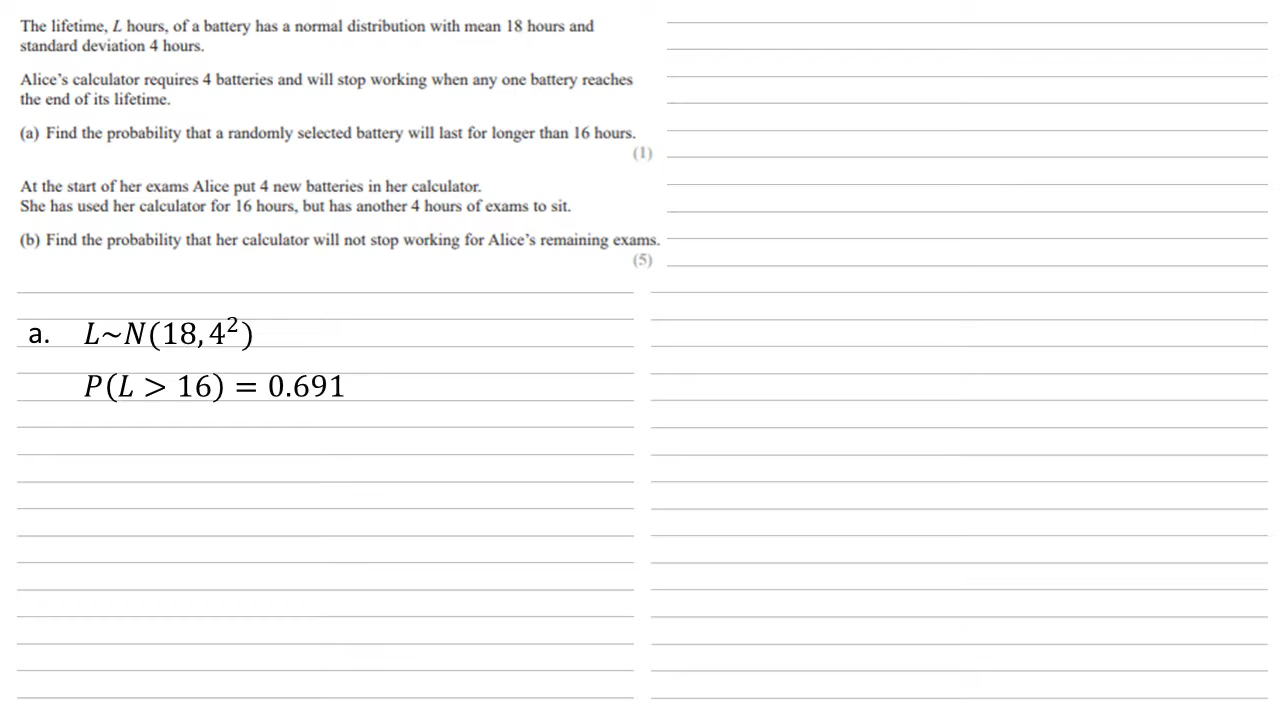 The lifetime, L hours, of a battery has a normal distribution with mean 18 hours and
standard deviation 4 hours.
Alice's calculator requires 4 batteries and will stop working when any one battery reaches
the end of its lifetime.
(a) Find the probability that a randomly selected battery will last for longer than 16 hours.
(1)
At the start of her exams Alice put 4 new batteries in her calculator.
She has used her calculator for 16 hours, but has another 4 hours of exams to sit.
(b) Find the probability that her calculator will not stop working for Alice's remaining exams.
(5)
a. L~N(18, 4²)
P(L > 16) = 0.691